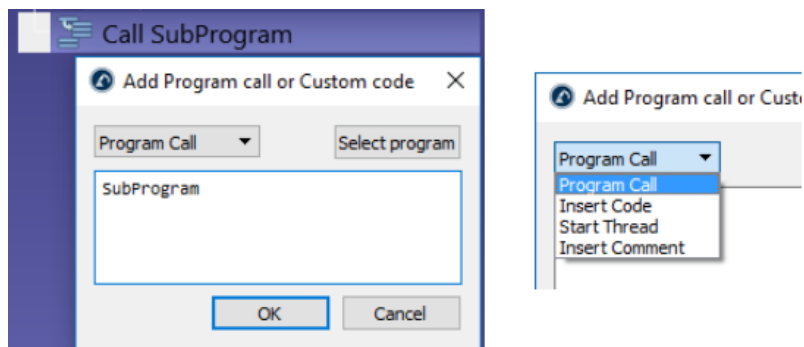 Call SubProgram
Add Program call or Custom code
Program Call
Select program
SubProgram
OK
Cancel
Add Program call or Custo
Program Call
Program Call
Insert Code
Start Thread
Insert Comment